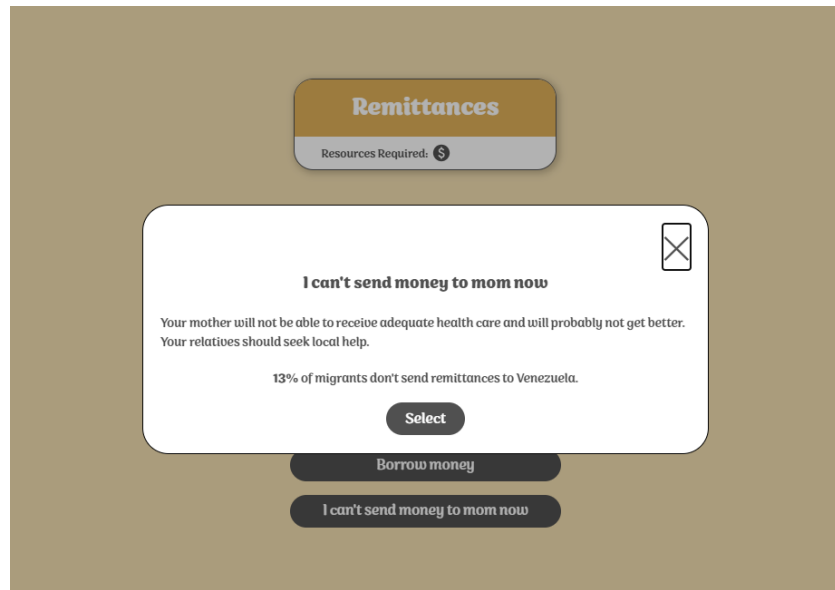 Remittances
Resources Required: $
I can't send money to mom now
Your mother will not be able to receive adequate health care and will probably not get better.
Your relatives should seek local help.
13% of migrants don't send remittances to Venezuela.
Select
Borrow money
I can't send money to mom now